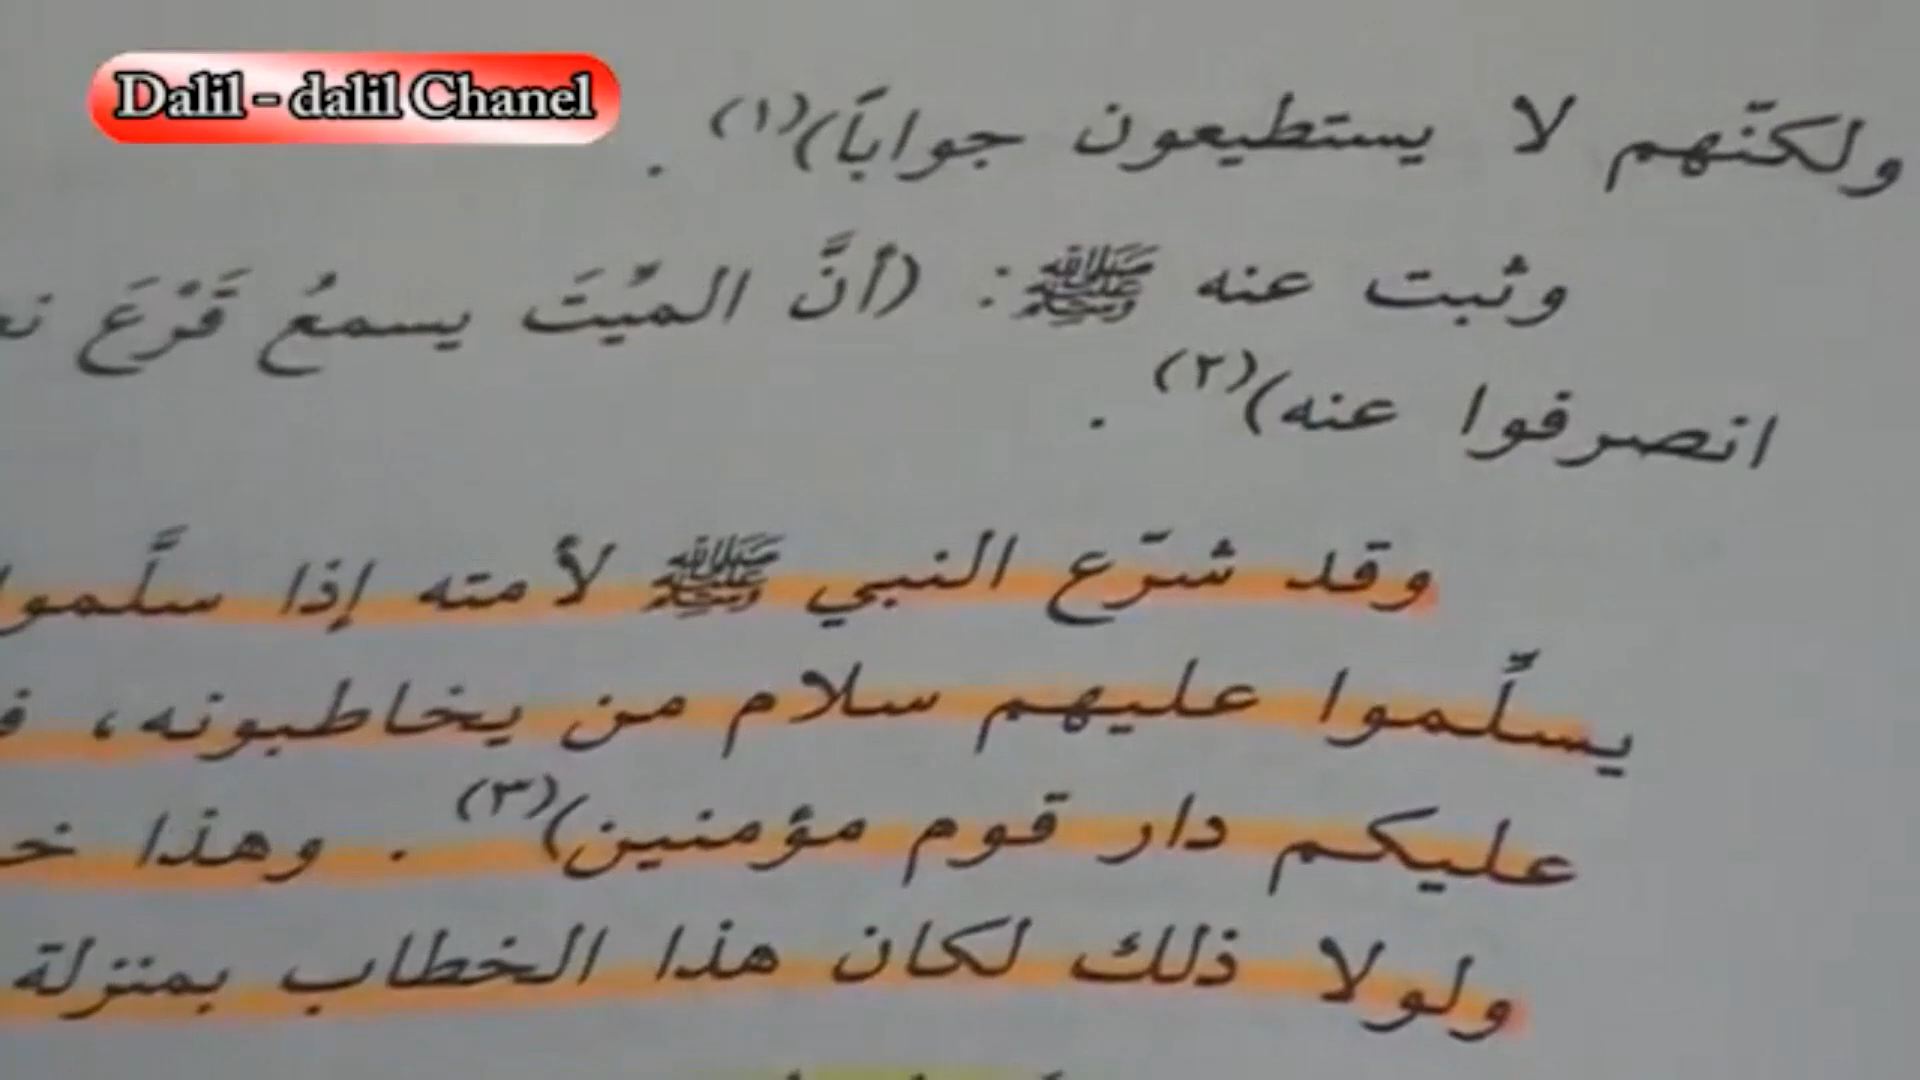 Dalil - dalil Chanel
ولكنّهم لا يستطيعون جواباً)(١) .
وثبت عنه ﷺ: (أنَّ الميِّتَ يسمعُ قَرْعَ
انصرفوا عنه)(٢) .
وقد شرّع النبي ﷺ لأمته إذا سلَّموا
يسلِّموا عليهم سلام من يخاطبونه،
عليكم دار قوم مؤمنين)(٣) . وهذا
ولولا ذلك لكان هذا الخطاب بمنزلة